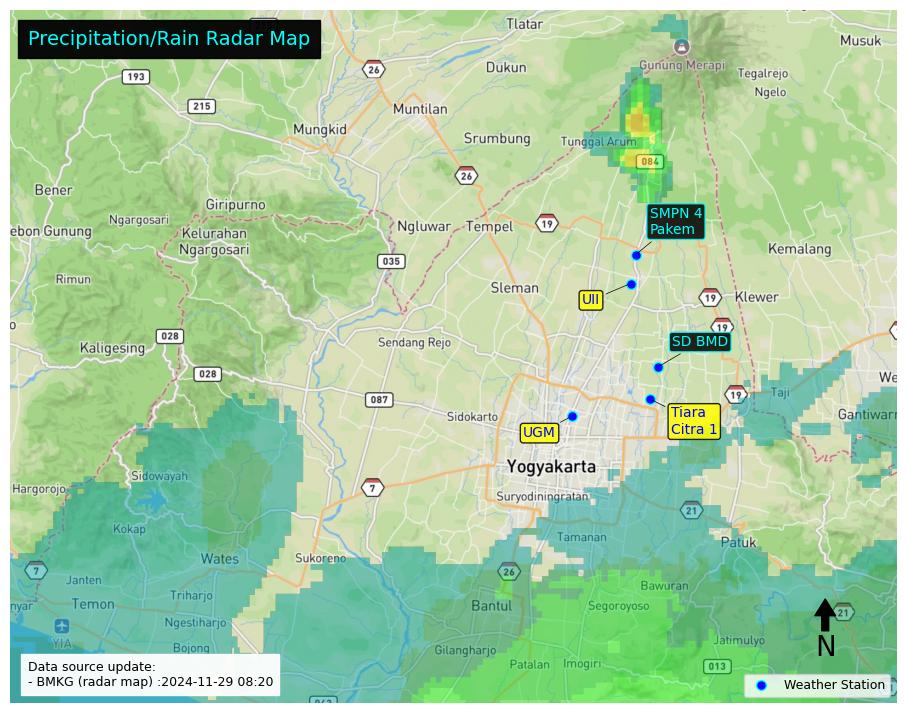 Precipitation/Rain Radar Map
Tlatar
Musuk
26
Dukun
Gunung Merapi
Tegalrejo
193
Ngelo
215
Muntilan
Mungkid
Srumbung
Tunggal Arum
084
26
Bener
Giripurno
SMPN 4
Pakem
Ngargosari
Ngluwar
Tempel
19
ebon Gunung
Kelurahan
Ngargosari
Kemalang
035
Rimun
Sleman
UII
19
Klewer
19
028
Kaligesing
Sendang Rejo
SD BMD
028
We
Taji
19
087
Tiara
Citra 1
Sidokarto
Gantiwarn
UGM
Yogyakarta
Sidowayah
Hargorojo
7
Suryodiningratan
21
Kokap
Tamanan
Patuk
Wates
Sukoreno
7
26
Janten
Bawuran
nyar
Temon
Triharjo
Bantul
Segoroyoso
21
Ngestiharjo
YIA
N
Jatimulyo
Bojong
Gilangharjo
Patalan
Imogiri
013
Data source update:
- BMKG (radar map) :2024-11-29 08:20
Weather Station